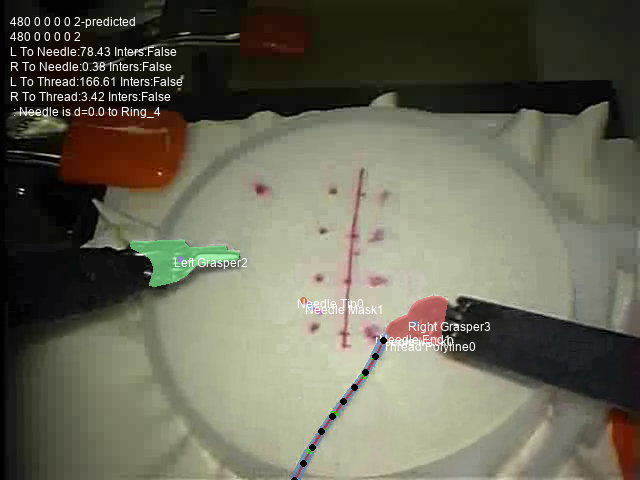 480 0 0 0 0 2-predicted
480 0 0 0 0 2
L To Needle:78.43 Inters:False
R To Needle:0.38 Inters:False
L To Thread:166.61 Inters:False
R To Thread:3.42 Inters:False
: Needle is d=0.0 to Ring_4
Left Grasper2
Needle Tip0
Needle Mask1
Right Grasper3
Thread Polyline0